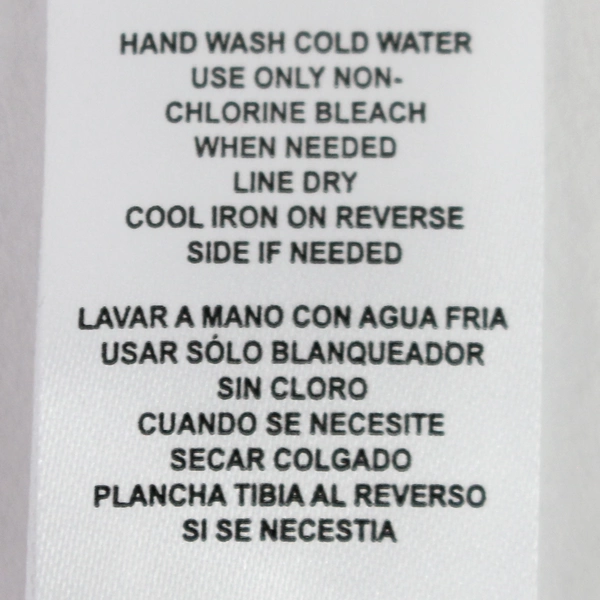 HAND WASH COLD WATER
USE ONLY NON-
CHLORINE BLEACH
WHEN NEEDED
LINE DRY
COOL IRON ON REVERSE
SIDE IF NEEDED
LAVAR A MANO CON AGUA FRIA
USAR SÓLO BLANQUEADOR
SIN CLORO
CUANDO SE NECESITE
SECAR COLGADO
PLANCHA TIBIA AL REVERSO
SI SE NECESTIA